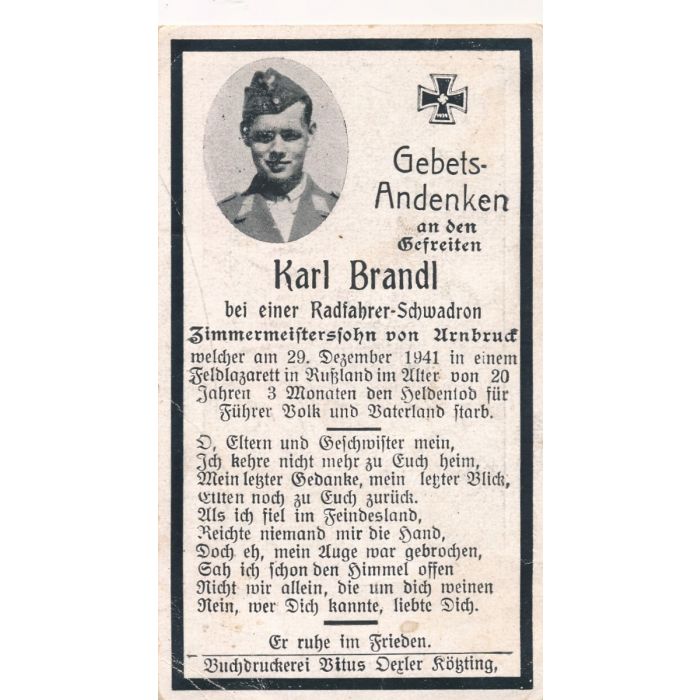 1939
Gebets-
Andenken
an den
Gefreiten
Karl Brandl
bei einer Radfahrer-Schwadron
Zimmermeisterssohn von Arnbruck
welcher am 29. Dezember 1941 in einem
Feldlazarett in Rußland im Alter von 20
Jahren 3 Monaten den Heldentod für
Führer Volk und Vaterland starb.
O, Eltern und Geschwister mein,
Ich kehre nicht mehr zu Euch heim,
Mein letzter Gedanke, mein letzter Blick,
Eilten noch zu Euch zurück.
Als ich fiel im Feindesland,
Reichte niemand mir die Hand,
Doch eh, mein Auge war gebrochen,
Sah ich schon den Himmel offen
Nicht wir allein, die um dich weinen
Nein, wer Dich kannte, liebte Dich.
Er ruhe im Frieden.
Buchdruckerei Vitus Oexler Kötzting,